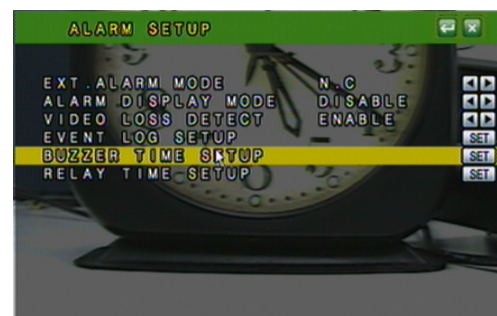 ALARM SETUP
EXT.ALARM MODE N.C
ALARM DISPLAY MODE DISABLE
VIDEO LOSS DETECT ENABLE
EVENT LOG SETUP SET
BUZZER TIME SETUP SET
RELAY TIME SETUP SET